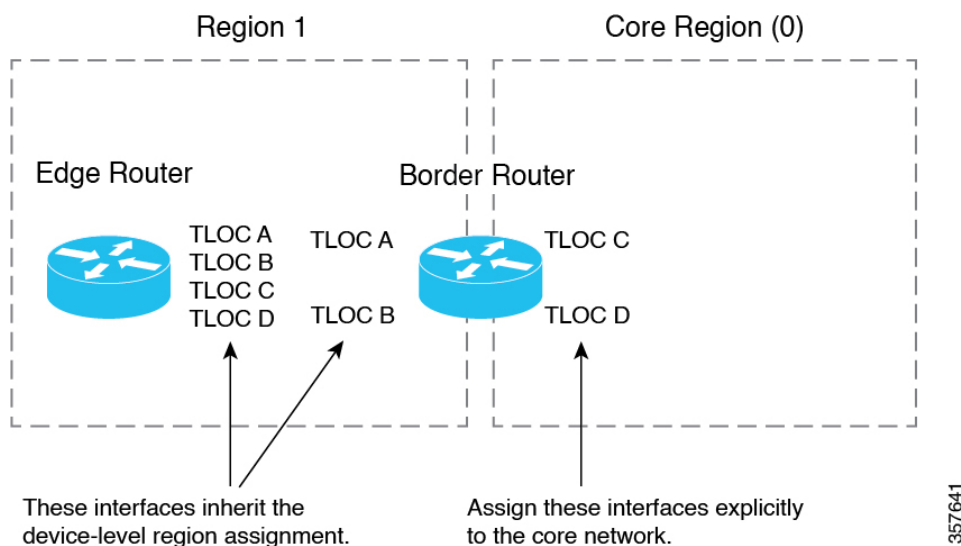 Region 1
Core Region (0)
Edge Router
Border Router
TLOC A
TLOC B
TLOC C
TLOC D
TLOC A
TLOC B
TLOC C
TLOC D
These interfaces inherit the
device-level region assignment.
Assign these interfaces explicitly
to the core network.
357641